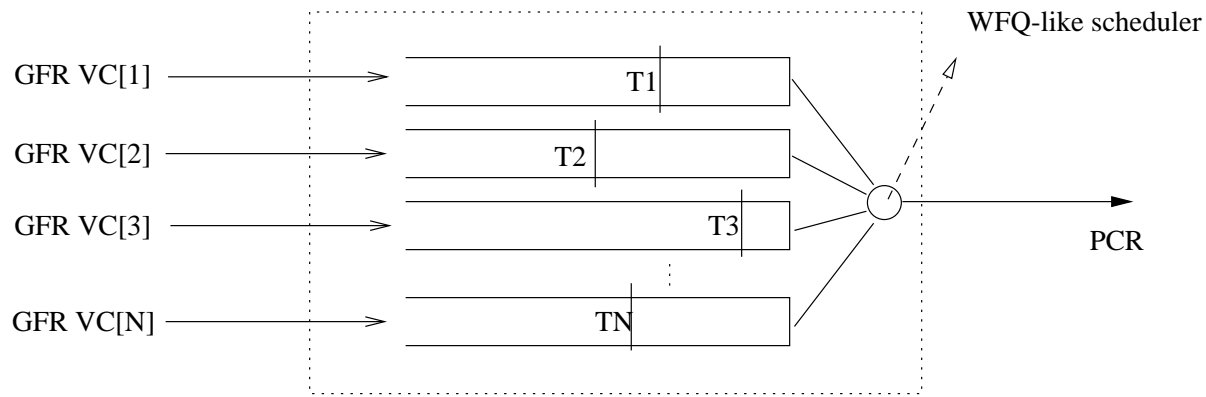 WFQ-like scheduler
GFR VC[1]
T1
GFR VC[2]
T2
GFR VC[3]
T3
PCR
GFR VC[N]
TN